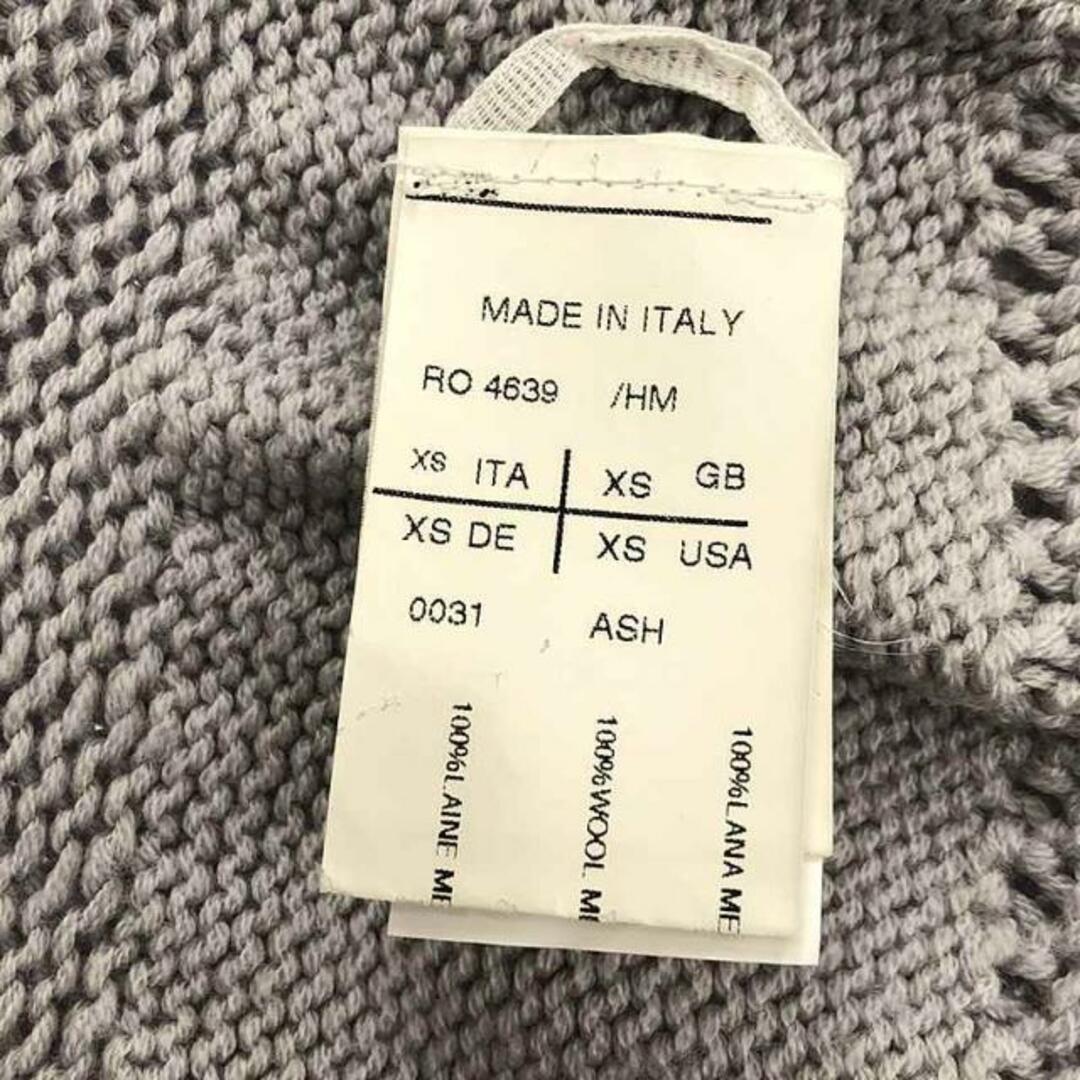 MADE IN ITALY
RO 4639 /HM
XS ITA XS GB
XS DE XS USA
0031 ASH
100%LAINE ME
100%WOOL ME
100%LANA ME